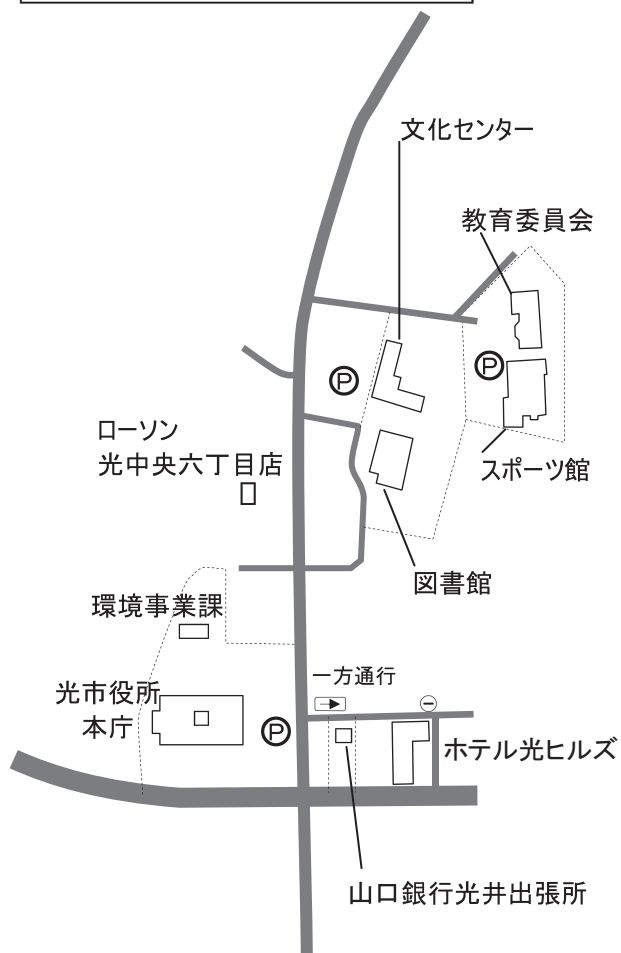 文化センター
教育委員会
P
P
ローソン
光中央六丁目店
スポーツ館
図書館
環境事業課
一方通行
光市役所
本庁
P
ホテル光ヒルズ
山口銀行光井出張所